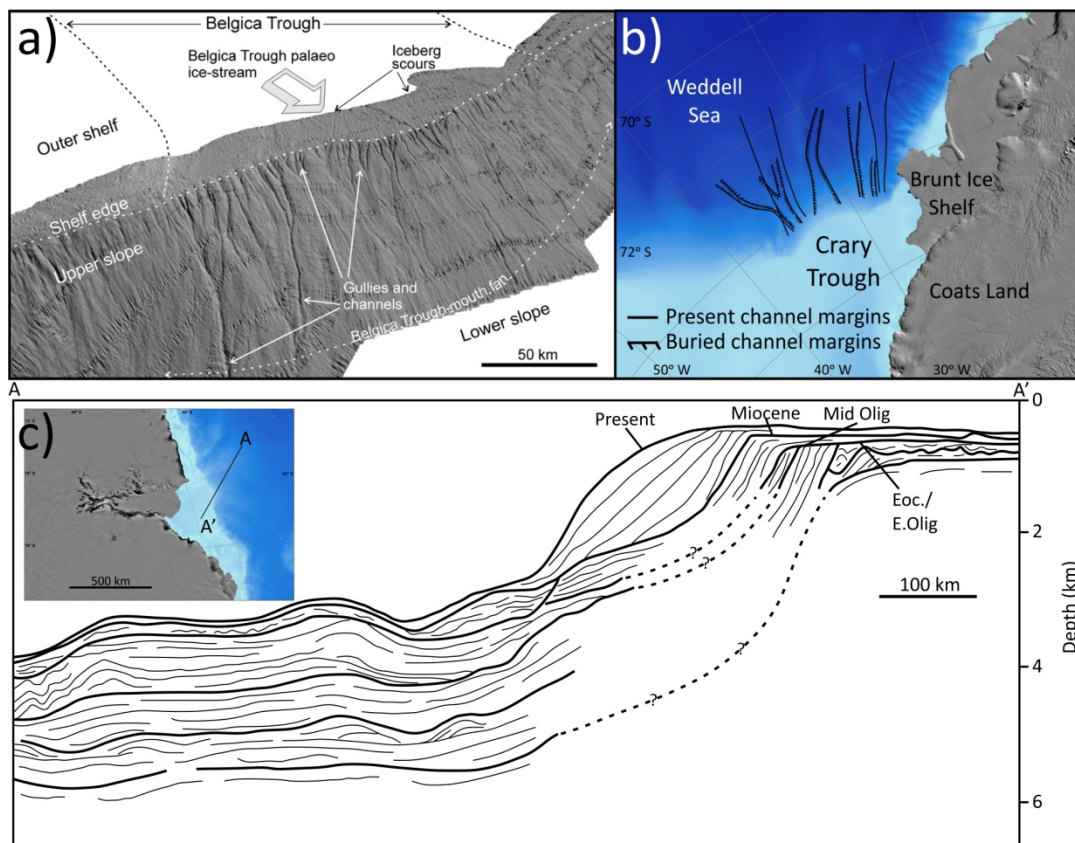 a)
Belgica Trough
Belgica Trough palaeo
ice-stream
Iceberg
scours
Outer shelf
Shelf edge
Upper slope
Gullies and
channels
Belgica Trough-mouth fan
Lower slope
50 km
b)
Weddell
Sea
70° S
72° S
Brunt Ice
Shelf
Crary
Trough
Coats Land
Present channel margins
Buried channel margins
50°W
40°W
30°W
A
A'
c)
A
A'
500 km
Present
Miocene
Mid Olig
Eoc./
E.Olig
?
?
?
?
100 km
0
2
4
6
Depth (km)